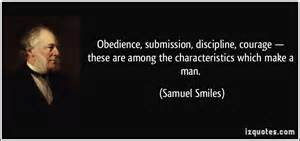 Obedience, submission, discipline, courage —
these are among the characteristics which make a
man.
(Samuel Smiles)
izquotes.com